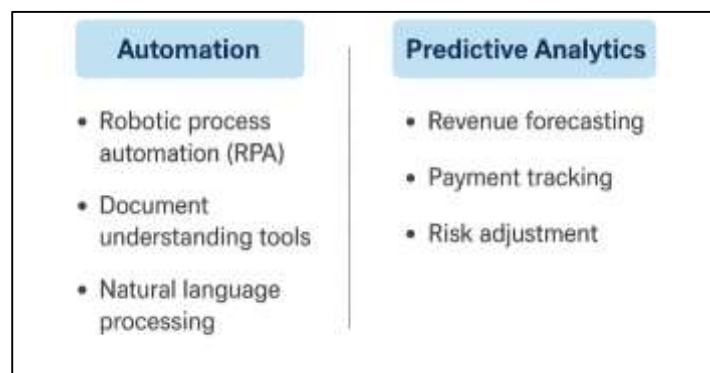 Automation
• Robotic process
automation (RPA)
• Document
understanding tools
• Natural language
processing
Predictive Analytics
• Revenue forecasting
• Payment tracking
• Risk adjustment